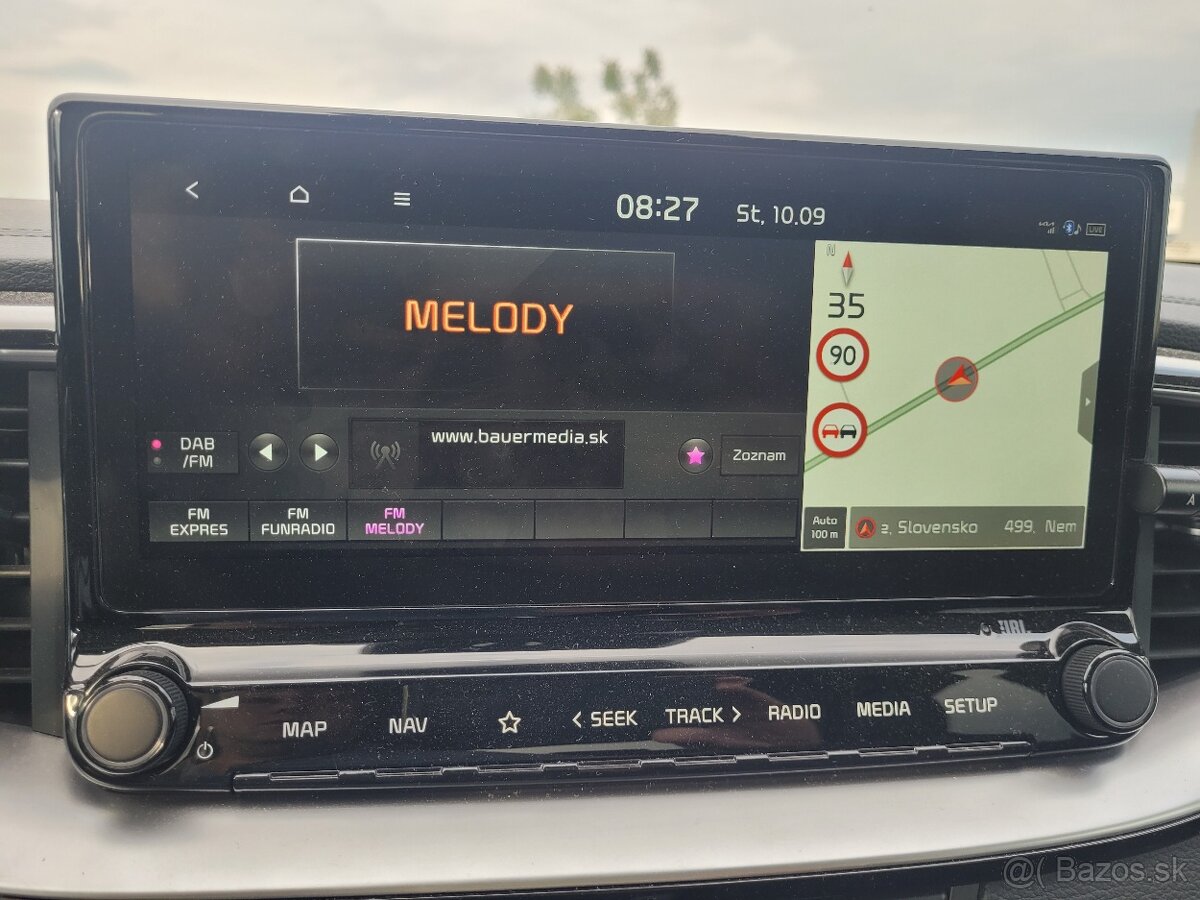 08:27 St, 10.09
LIVE
MELODY
N
35
90
DAB
/FM
www.bauermedia.sk
Zoznam
FM
EXPRES
FM
FUNRADIO
FM
MELODY
Auto
100 m
e, Slovensko 499, Nem
JBL
MAP NAV < SEEK TRACK > RADIO MEDIA SETUP
@( Bazos.sk